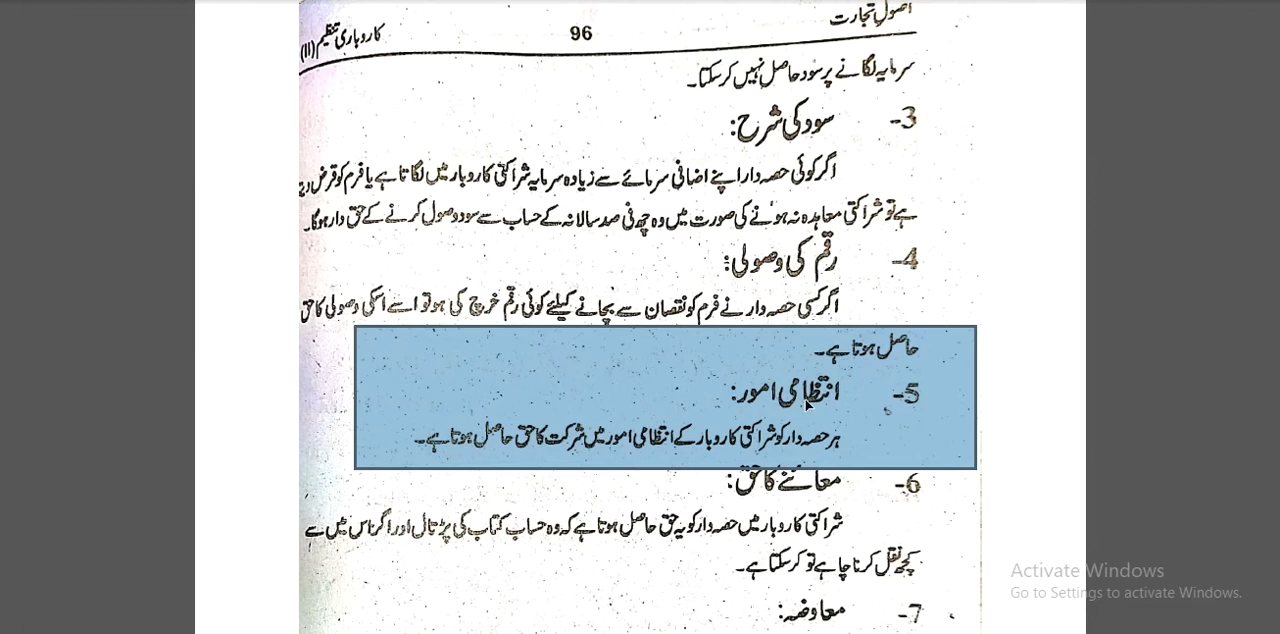 اصولِ تجارت
96
کاروباری تنظیم (II)
سرمایہ لگانے پر سود حاصل نہیں کر سکتا۔
3- سود کی شرح:
اگر کوئی حصہ دار اپنے اضافی سرمائے سے زیادہ سرمایہ شراکتی کاروبار میں لگاتا ہے یا فرم کو قرض
ہے تو شراکتی معاہدہ نہ ہونے کی صورت میں وہ چھ فی صد سالانہ کے حساب سے سود وصول کرنے کے حق دار ہوگا۔
4- رقم کی وصولی:
اگر کسی حصہ دار نے فرم کو نقصان سے بچانے کیلئے کوئی رقم خرچ کی ہو تو اسے اسکی وصولی کا حق
حاصل ہوتا ہے۔
5- انتظامی امور:
ہر حصہ دار کو شراکتی کاروبار کے انتظامی امور میں شرکت کا حق حاصل ہوتا ہے۔
6- معائنے کا حق:
شراکتی کاروبار میں حصہ دار کو یہ حق حاصل ہوتا ہے کہ وہ حساب کتاب کی پڑتال اور اگر اس میں سے
کچھ نقل کرنا چاہے تو کر سکتا ہے۔
7- معاوضہ:
Activate Windows
Go to Settings to activate Windows.